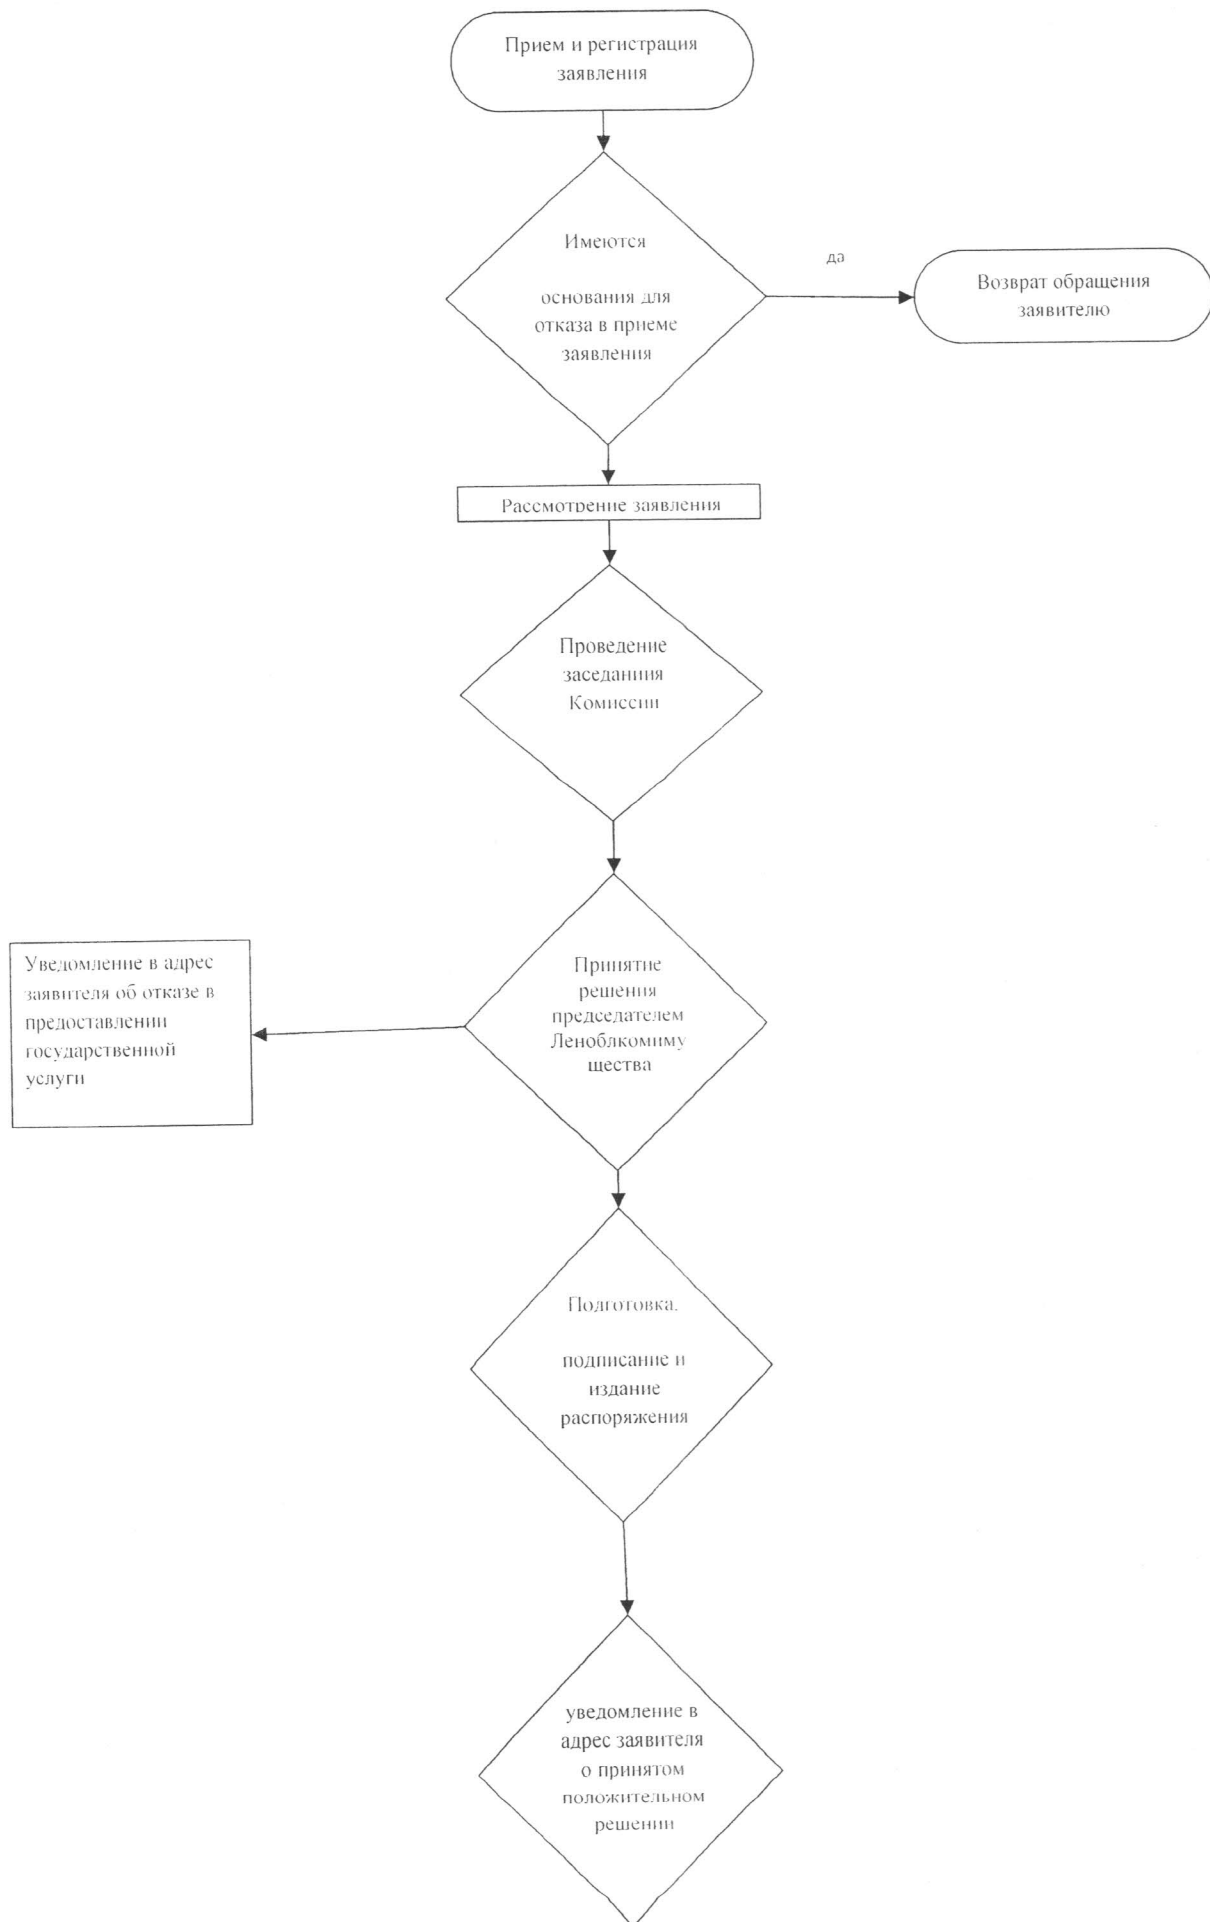 Прием и регистрация
заявления
Имеются
основания для
отказа в приеме
заявления
да
Возврат обращения
заявителю
Рассмотрение заявления
Проведение
заседаниия
Комиссии
Принятие
решения
председателем
Леноблкомиму
щества
Уведомление в адрес
заявителя об отказе в
предоставлении
государственной
услуги
Подготовка.
подписание и
издание
распоряжения
уведомление в
адрес заявителя
о принятом
положительном
решении